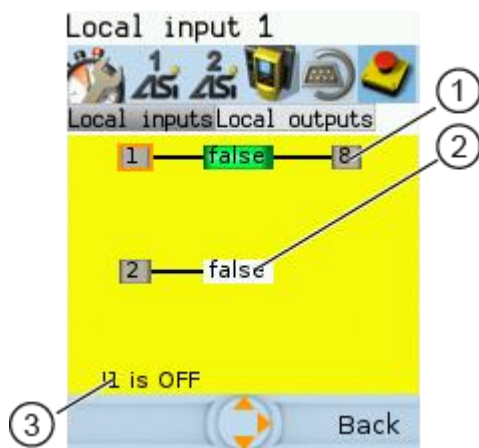 Local input 1
1 ASi 2 ASi
Local inputs Local outputs
1 false 8
1
2
2 false
I1 is OFF
3
Back